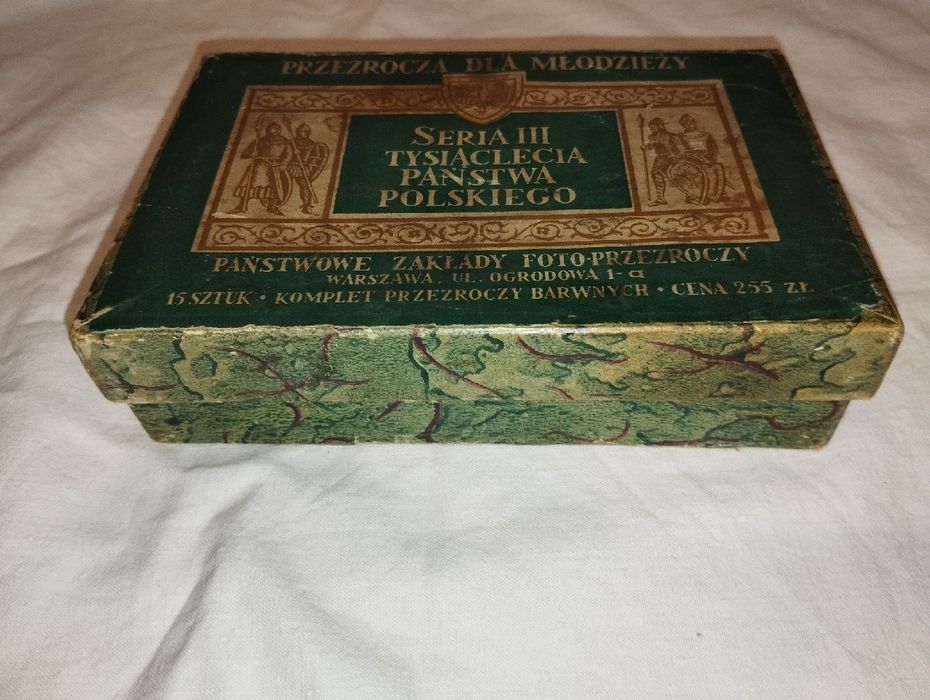 PRZEZROCZA DLA MŁODZIEŻY
SERIA III
TYSIĄCLECIA
PAŃSTWA
POLSKIEGO
PAŃSTWOWE ZAKŁADY FOTO-PRZEZROCZY
WARSZAWA, UL. OGRODOWA 1-a
15 SZTUK • KOMPLET PRZEZROCZY BARWNYCH • CENA 255 ZŁ